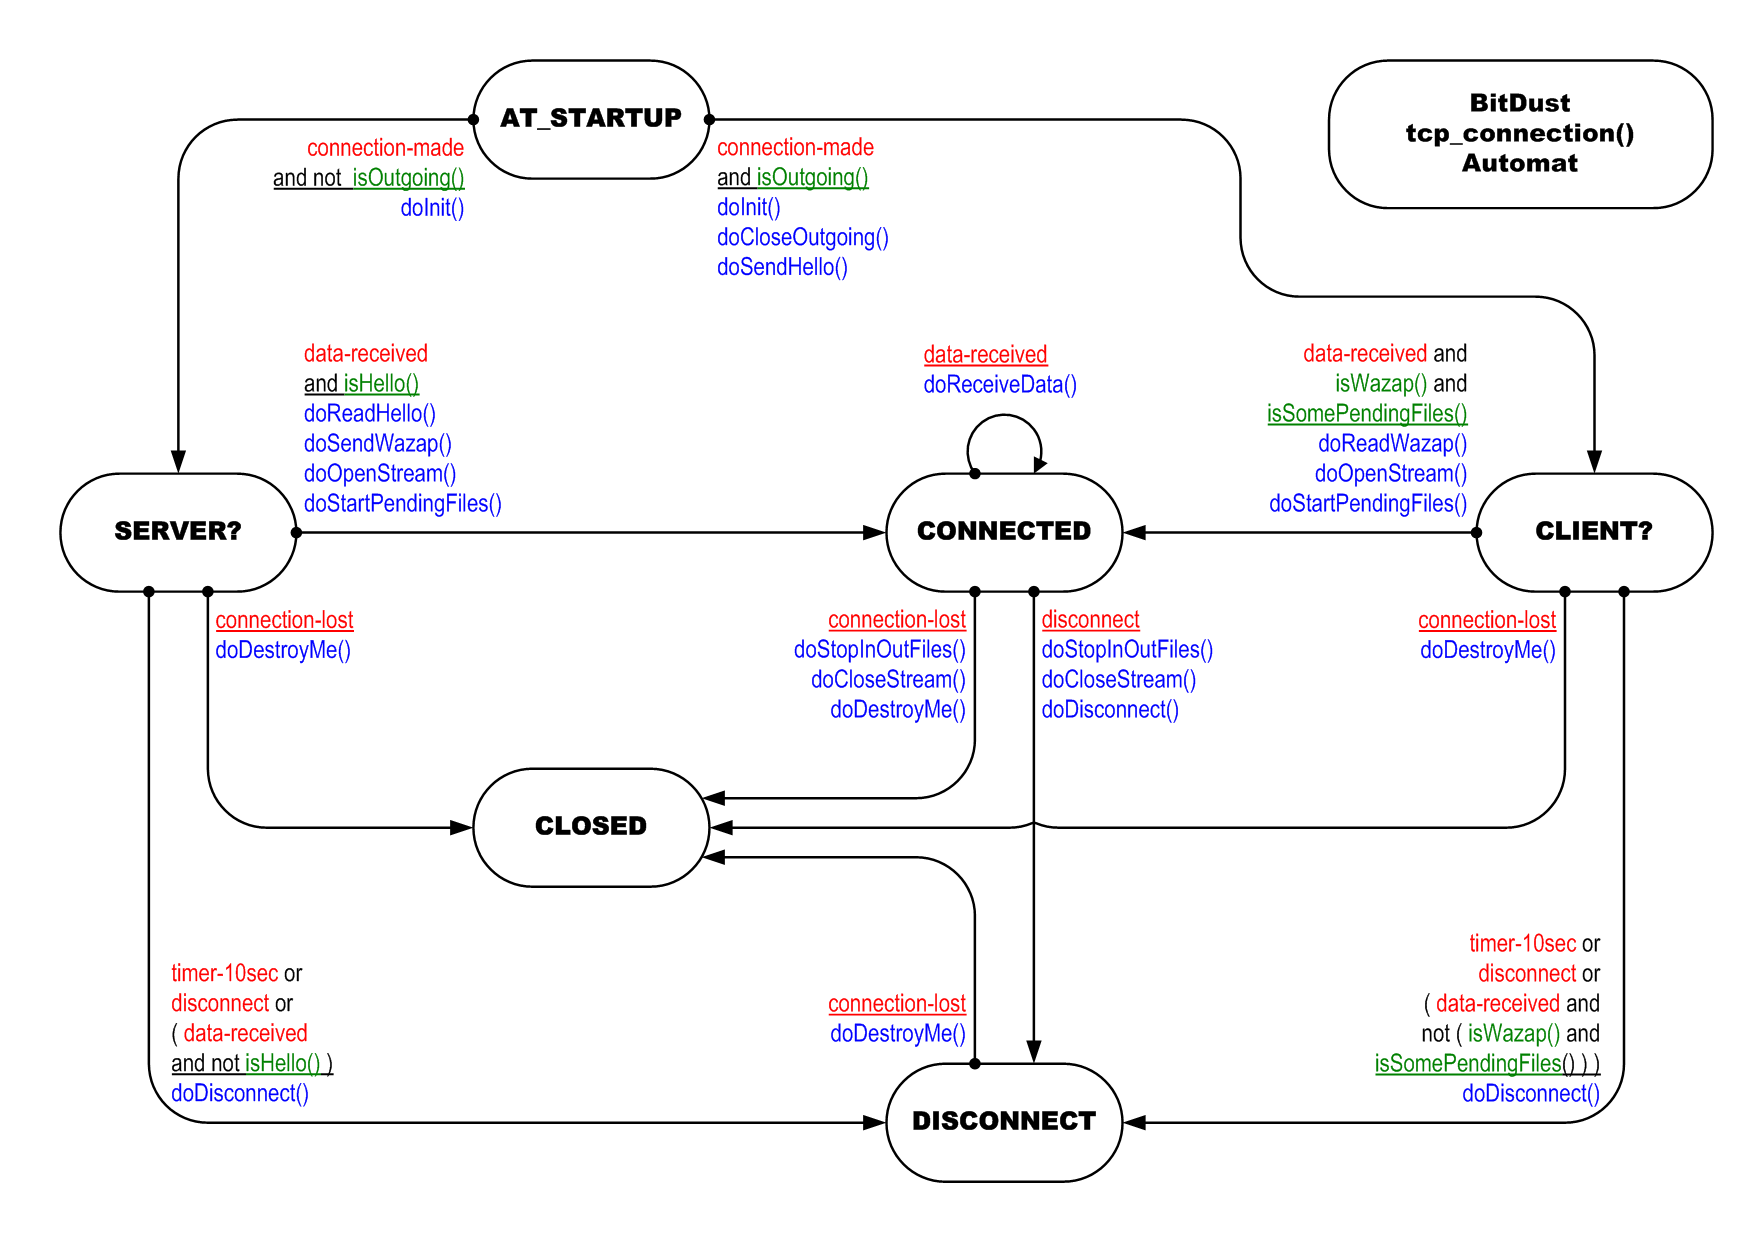 AT_STARTUP
BitDust
tcp_connection()
Automat
connection-made
and not isOutgoing()
doInit()
connection-made
and isOutgoing()
doInit()
doCloseOutgoing()
doSendHello()
data-received
and isHello()
doReadHello()
doSendWazap()
doOpenStream()
doStartPendingFiles()
data-received
doReceiveData()
data-received and
isWazap() and
isSomePendingFiles()
doReadWazap()
doOpenStream()
doStartPendingFiles()
SERVER?
CONNECTED
CLIENT?
connection-lost
doDestroyMe()
connection-lost
doStopInOutFiles()
doCloseStream()
doDestroyMe()
disconnect
doStopInOutFiles()
doCloseStream()
doDisconnect()
connection-lost
doDestroyMe()
CLOSED
timer-10sec or
disconnect or
( data-received
and not isHello() )
doDisconnect()
connection-lost
doDestroyMe()
timer-10sec or
disconnect or
( data-received and
not ( isWazap() and
isSomePendingFiles() ) )
doDisconnect()
DISCONNECT